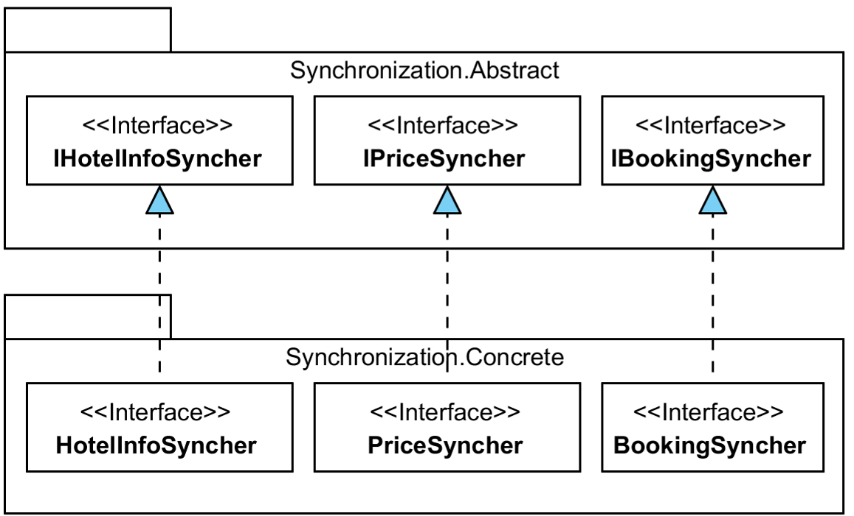 Synchronization.Abstract
<<Interface>>
IHotelInfoSyncher
<<Interface>>
IPriceSyncher
<<Interface>>
IBookingSyncher
Synchronization.Concrete
<<Interface>>
HotelInfoSyncher
<<Interface>>
PriceSyncher
<<Interface>>
BookingSyncher